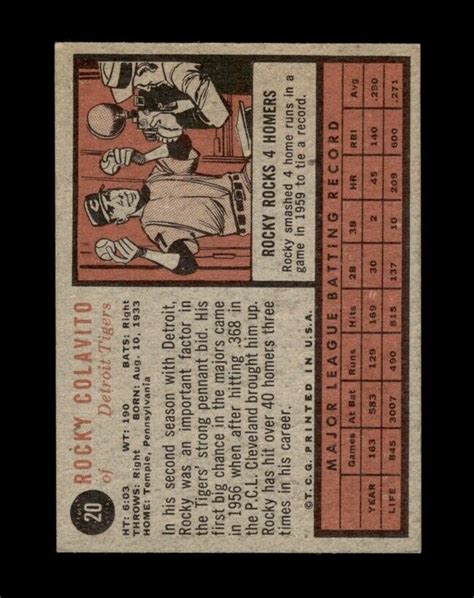 20
ROCKY COLAVITO
of Detroit Tigers
HT: 6:03 WT: 190 BATS: Right
THROWS: Right BORN: Aug. 10, 1933
HOME: Temple, Pennsylvania
In his second season with Detroit,
Rocky was an important factor in
the Tigers' strong pennant bid. His
first big chance in the majors came
in 1956 when after hitting .368 in
the P.C.L. Cleveland brought him up.
Rocky has hit over 40 homers three
times in his career.
ROCKY ROCKS 4 HOMERS
Rocky smashed 4 home runs in a
game in 1959 to tie a record.
©T.C.G. PRINTED IN U.S.A.
MAJOR LEAGUE BATTING RECORD
Games At Bat Runs Hits 2B 3B HR RBI Avg.
YEAR 163 583 129 169 30 2 45 140 .290
LIFE 845 3007 490 815 137 10 209 600 .271